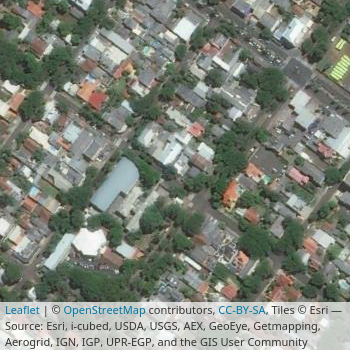 Leaflet | © OpenStreetMap contributors, CC-BY-SA, Tiles © Esri —
Source: Esri, i-cubed, USDA, USGS, AEX, GeoEye, Getmapping,
Aerogrid, IGN, IGP, UPR-EGP, and the GIS User Community